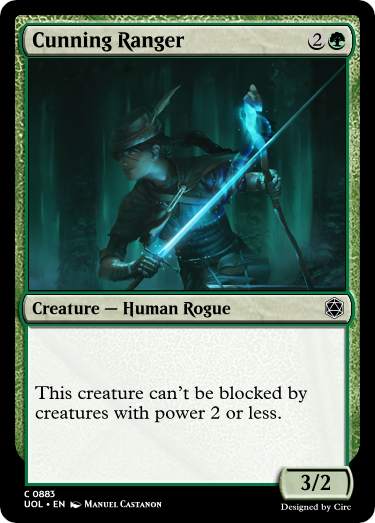 Cunning Ranger 2
Creature — Human Rogue
This creature can't be blocked by
creatures with power 2 or less.
3/2
C 0883
UOL • EN Manuel Castanon
Designed by Circ